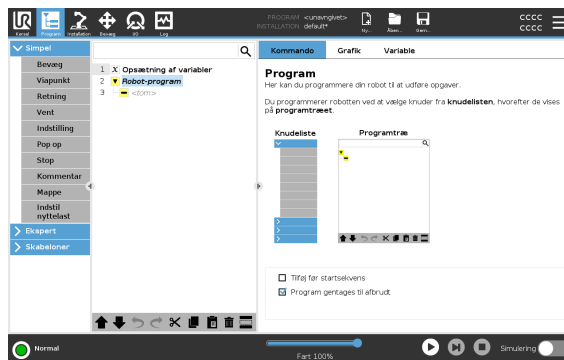 PROGRAM <unavngivet>
INSTALLATION default*
CCCC
CCCC
Kørsel
Program
Installation
Bevæg
I/O
Log
Ny...
Åben...
Gem...
Simpel
Bevæg
Viapunkt
Retning
Vent
Indstilling
Pop op
Stop
Kommentar
Mappe
Indstil
nyttelast
Ekspert
Skabeloner
1 X Opsætning af variabler
2 Robot-program
3 <tom>
Kommando Grafik Variable
Program
Her kan du programmere din robot til at udføre opgaver.
Du programmerer robotten ved at vælge knuder fra knudelisten, hvorefter de vises
på programtræet.
Knudeliste
Programtræ
Tilføj før startsekvens
Program gentages til afbrudt
Normal
Fart 100%
Simulering